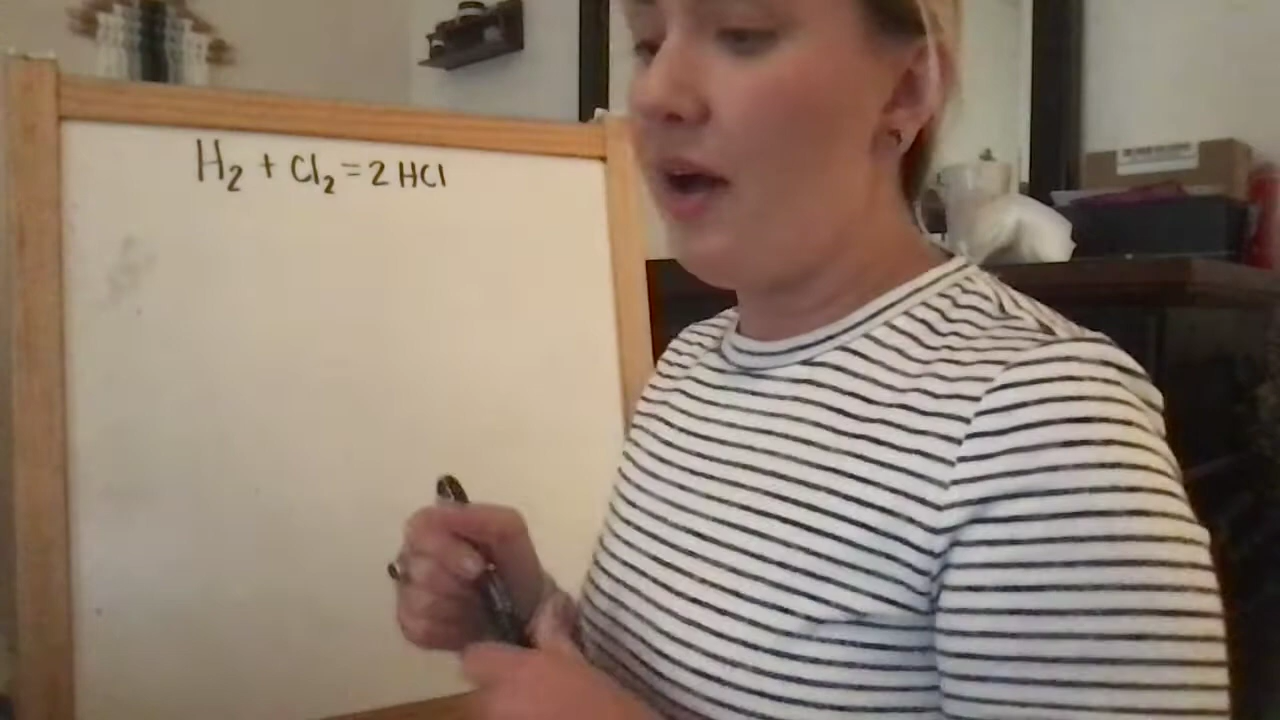 H₂ + Cl₂ = 2 HCl